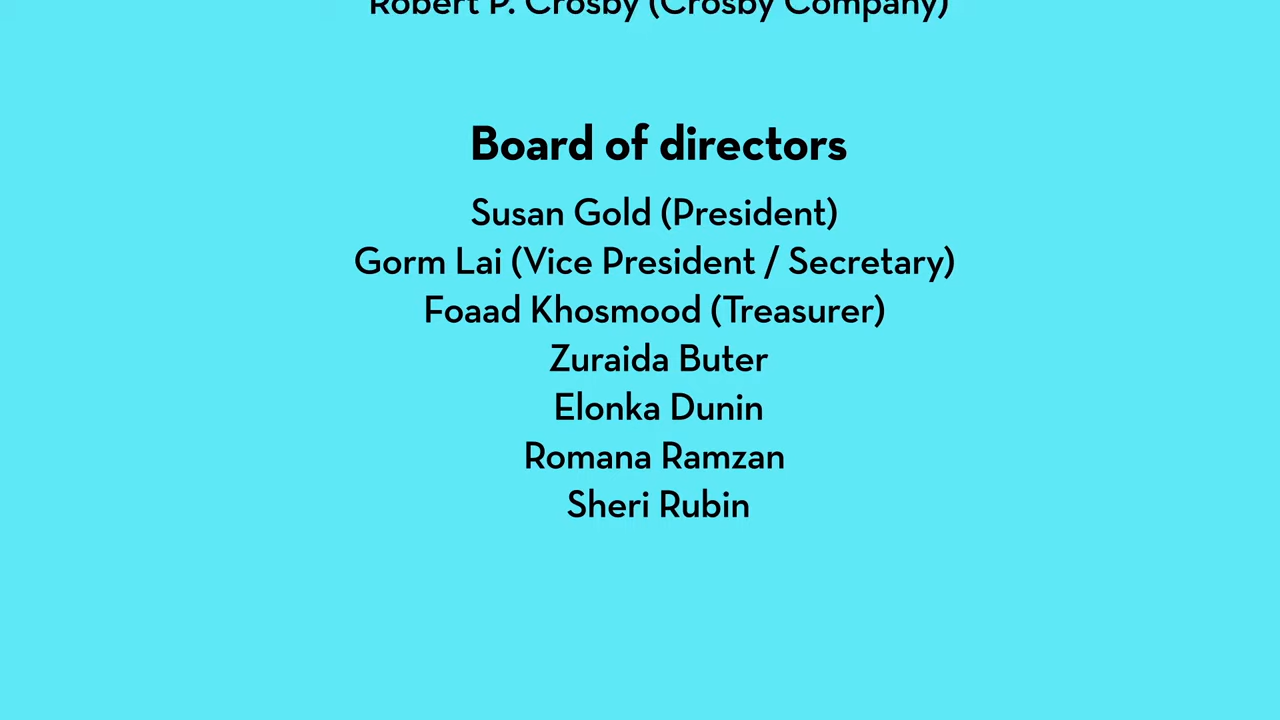 Robert P. Crosby (Crosby Company)
Board of directors
Susan Gold (President)
Gorm Lai (Vice President / Secretary)
Foaad Khosmood (Treasurer)
Zuraida Buter
Elonka Dunin
Romana Ramzan
Sheri Rubin